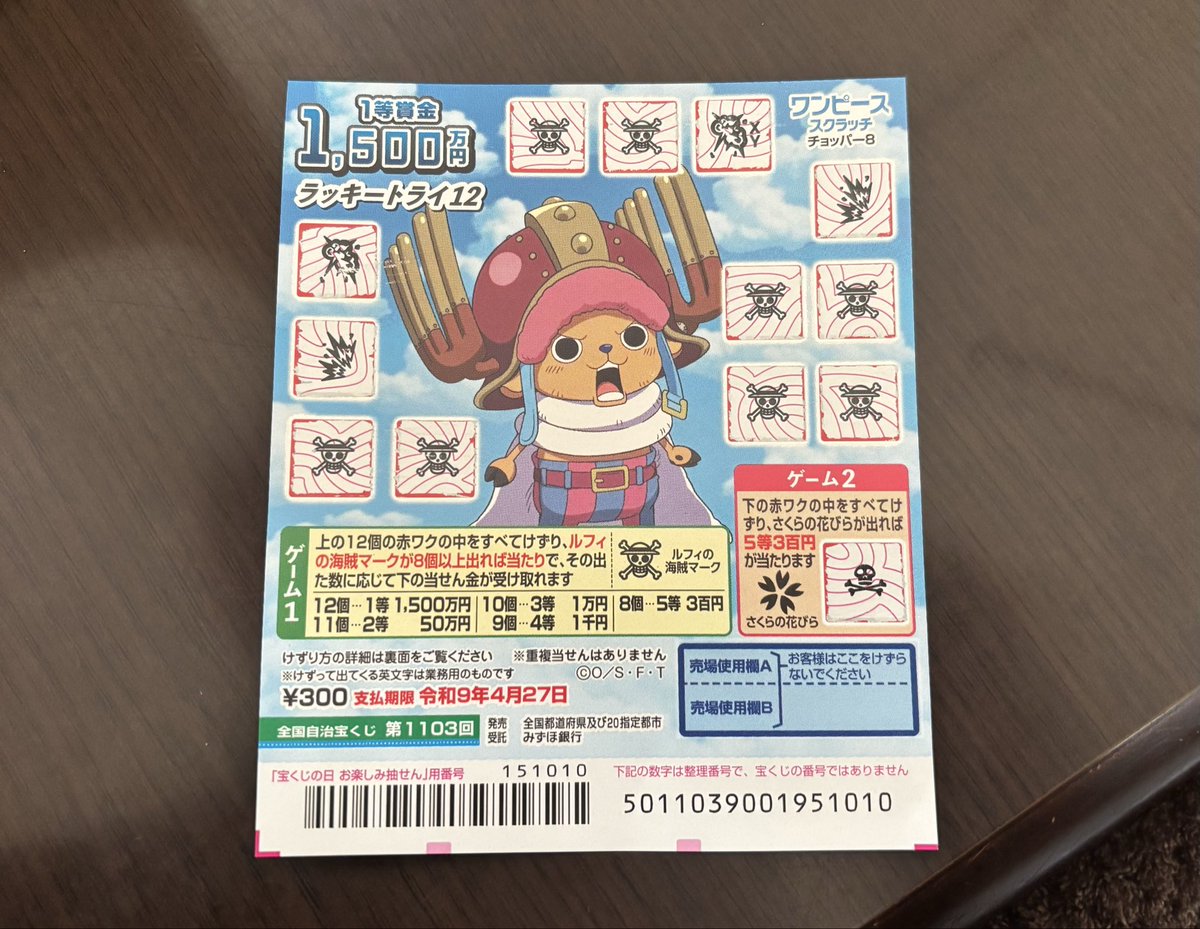 1等賞金
1,500万円
ラッキートライ12
ワンピース
スクラッチ
チョッパー8
ゲーム1
上の12個の赤ワクの中をすべてけずり、ルフィ
の海賊マークが8個以上出れば当たりで、その出
た数に応じて下の当せん金が受け取れます
ルフィの
海賊マーク
12個…1等 1,500万円 10個…3等 1万円 8個…5等 3百円
11個…2等 50万円 9個…4等 1千円
ゲーム2
下の赤ワクの中をすべてけ
ずり、さくらの花びらが出れば
5等3百円
が当たります
さくらの花びら
けずり方の詳細は裏面をご覧ください ※重複当せんはありません
※けずって出てくる英文字は業務用のものです ©O/S・F・T
¥300 支払期限 令和9年4月27日
売場使用欄A
お客様はここをけずら
ないでください
売場使用欄B
全国自治宝くじ 第1103回
発売 全国都道府県及び20指定都市
受託 みずほ銀行
「宝くじの日 お楽しみ抽せん」用番号 151010
下記の数字は整理番号で、宝くじの番号ではありません
5011039001951010